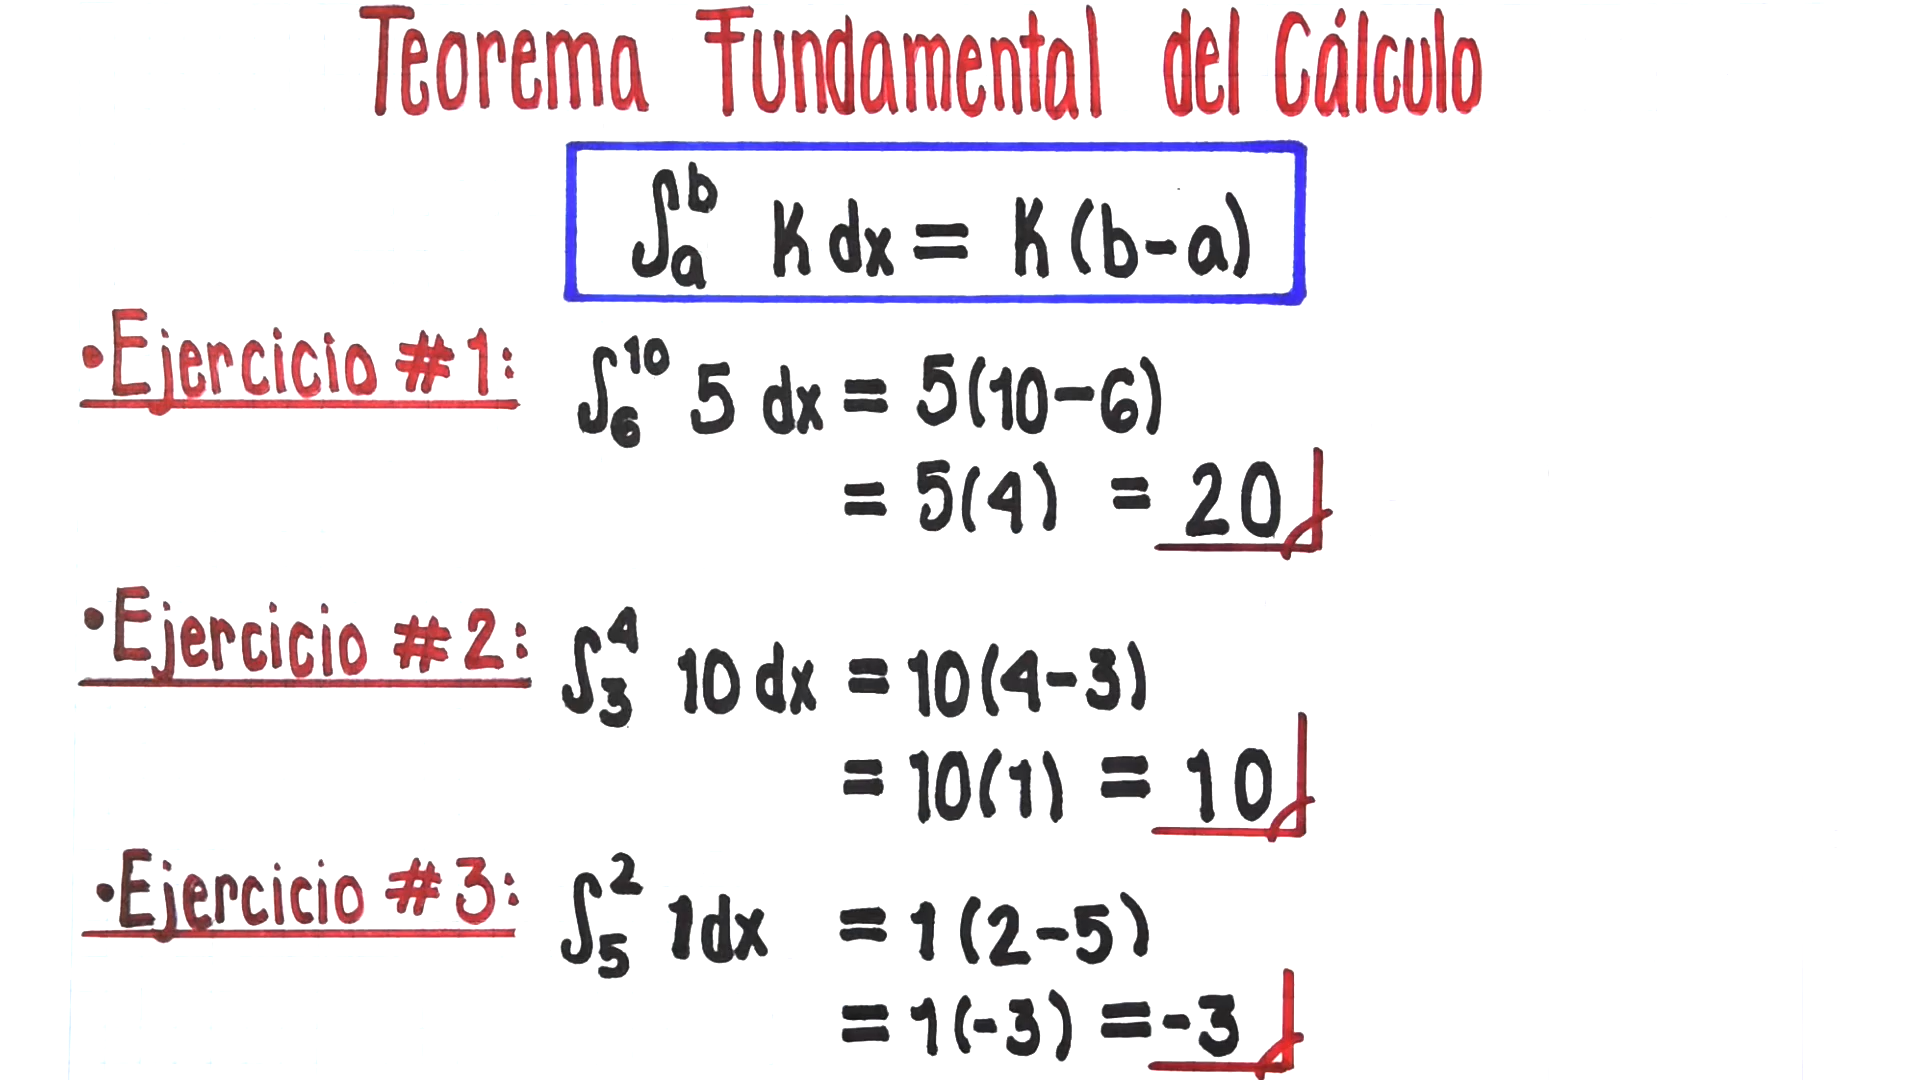 Teorema Fundamental del Cálculo
∫_a^b K dx = K(b-a)
•Ejercicio #1: ∫_6^10 5 dx = 5(10-6)
= 5(4) = 20
•Ejercicio #2: ∫_3^4 10 dx = 10(4-3)
= 10(1) = 10
•Ejercicio #3: ∫_5^2 1dx = 1(2-5)
= 1(-3) = -3